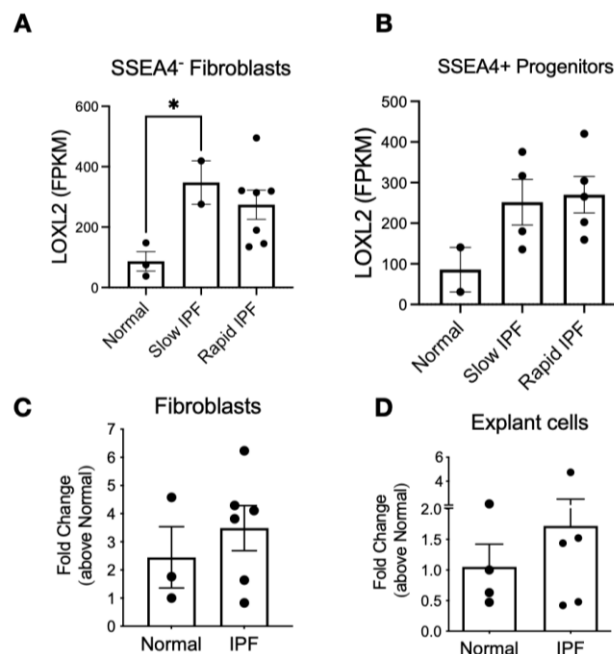 A
SSEA4⁻ Fibroblasts
LOXL2 (FPKM)
600
400
200
0
*
Normal
Slow IPF
Rapid IPF
B
SSEA4+ Progenitors
LOXL2 (FPKM)
500
400
300
200
100
0
Normal
Slow IPF
Rapid IPF
C
Fibroblasts
Fold Change
(above Normal)
7
6
5
4
3
2
1
0
Normal
IPF
D
Explant cells
Fold Change
(above Normal)
6
4
2.0
1.5
1.0
0.5
0.0
Normal
IPF